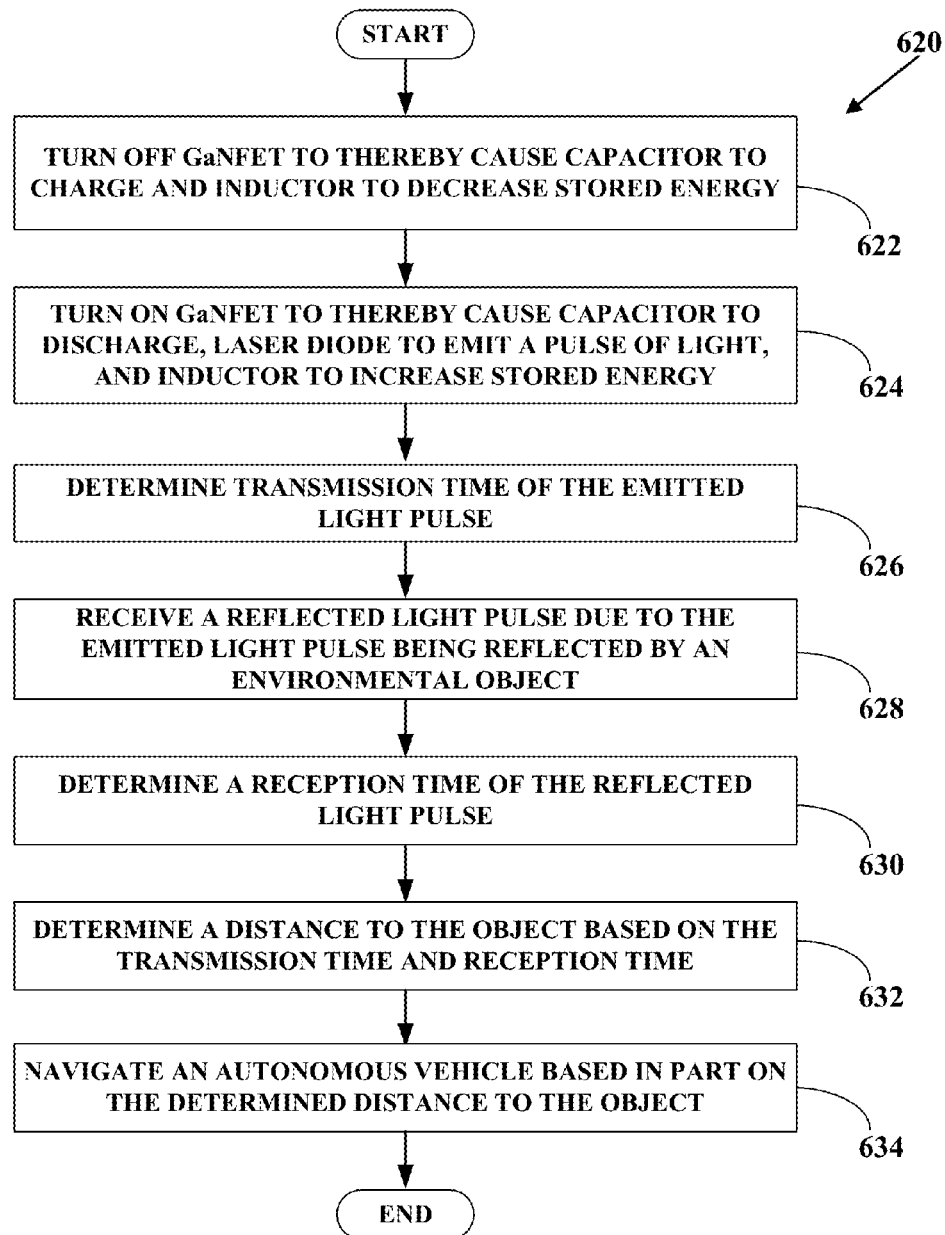 START
620
TURN OFF GaNFET TO THEREBY CAUSE CAPACITOR TO
CHARGE AND INDUCTOR TO DECREASE STORED ENERGY
622
TURN ON GaNFET TO THEREBY CAUSE CAPACITOR TO
DISCHARGE, LASER DIODE TO EMIT A PULSE OF LIGHT,
AND INDUCTOR TO INCREASE STORED ENERGY
624
DETERMINE TRANSMISSION TIME OF THE EMITTED
LIGHT PULSE
626
RECEIVE A REFLECTED LIGHT PULSE DUE TO THE
EMITTED LIGHT PULSE BEING REFLECTED BY AN
ENVIRONMENTAL OBJECT
628
DETERMINE A RECEPTION TIME OF THE REFLECTED
LIGHT PULSE
630
DETERMINE A DISTANCE TO THE OBJECT BASED ON THE
TRANSMISSION TIME AND RECEPTION TIME
632
NAVIGATE AN AUTONOMOUS VEHICLE BASED IN PART ON
THE DETERMINED DISTANCE TO THE OBJECT
634
END